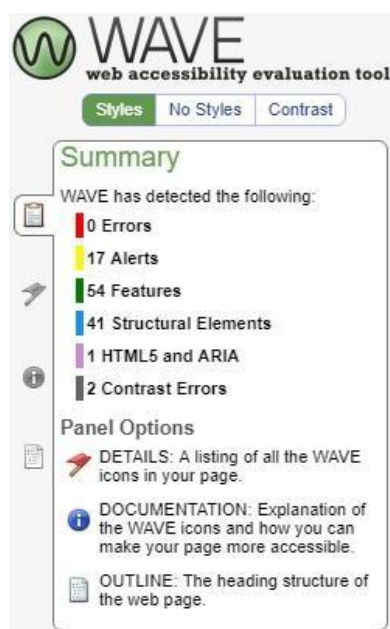 W WAVE
web accessibility evaluation tool
Styles No Styles Contrast
Summary
WAVE has detected the following:
0 Errors
17 Alerts
54 Features
41 Structural Elements
1 HTML5 and ARIA
2 Contrast Errors
Panel Options
DETAILS: A listing of all the WAVE
icons in your page.
DOCUMENTATION: Explanation of
the WAVE icons and how you can
make your page more accessible.
OUTLINE: The heading structure of
the web page.